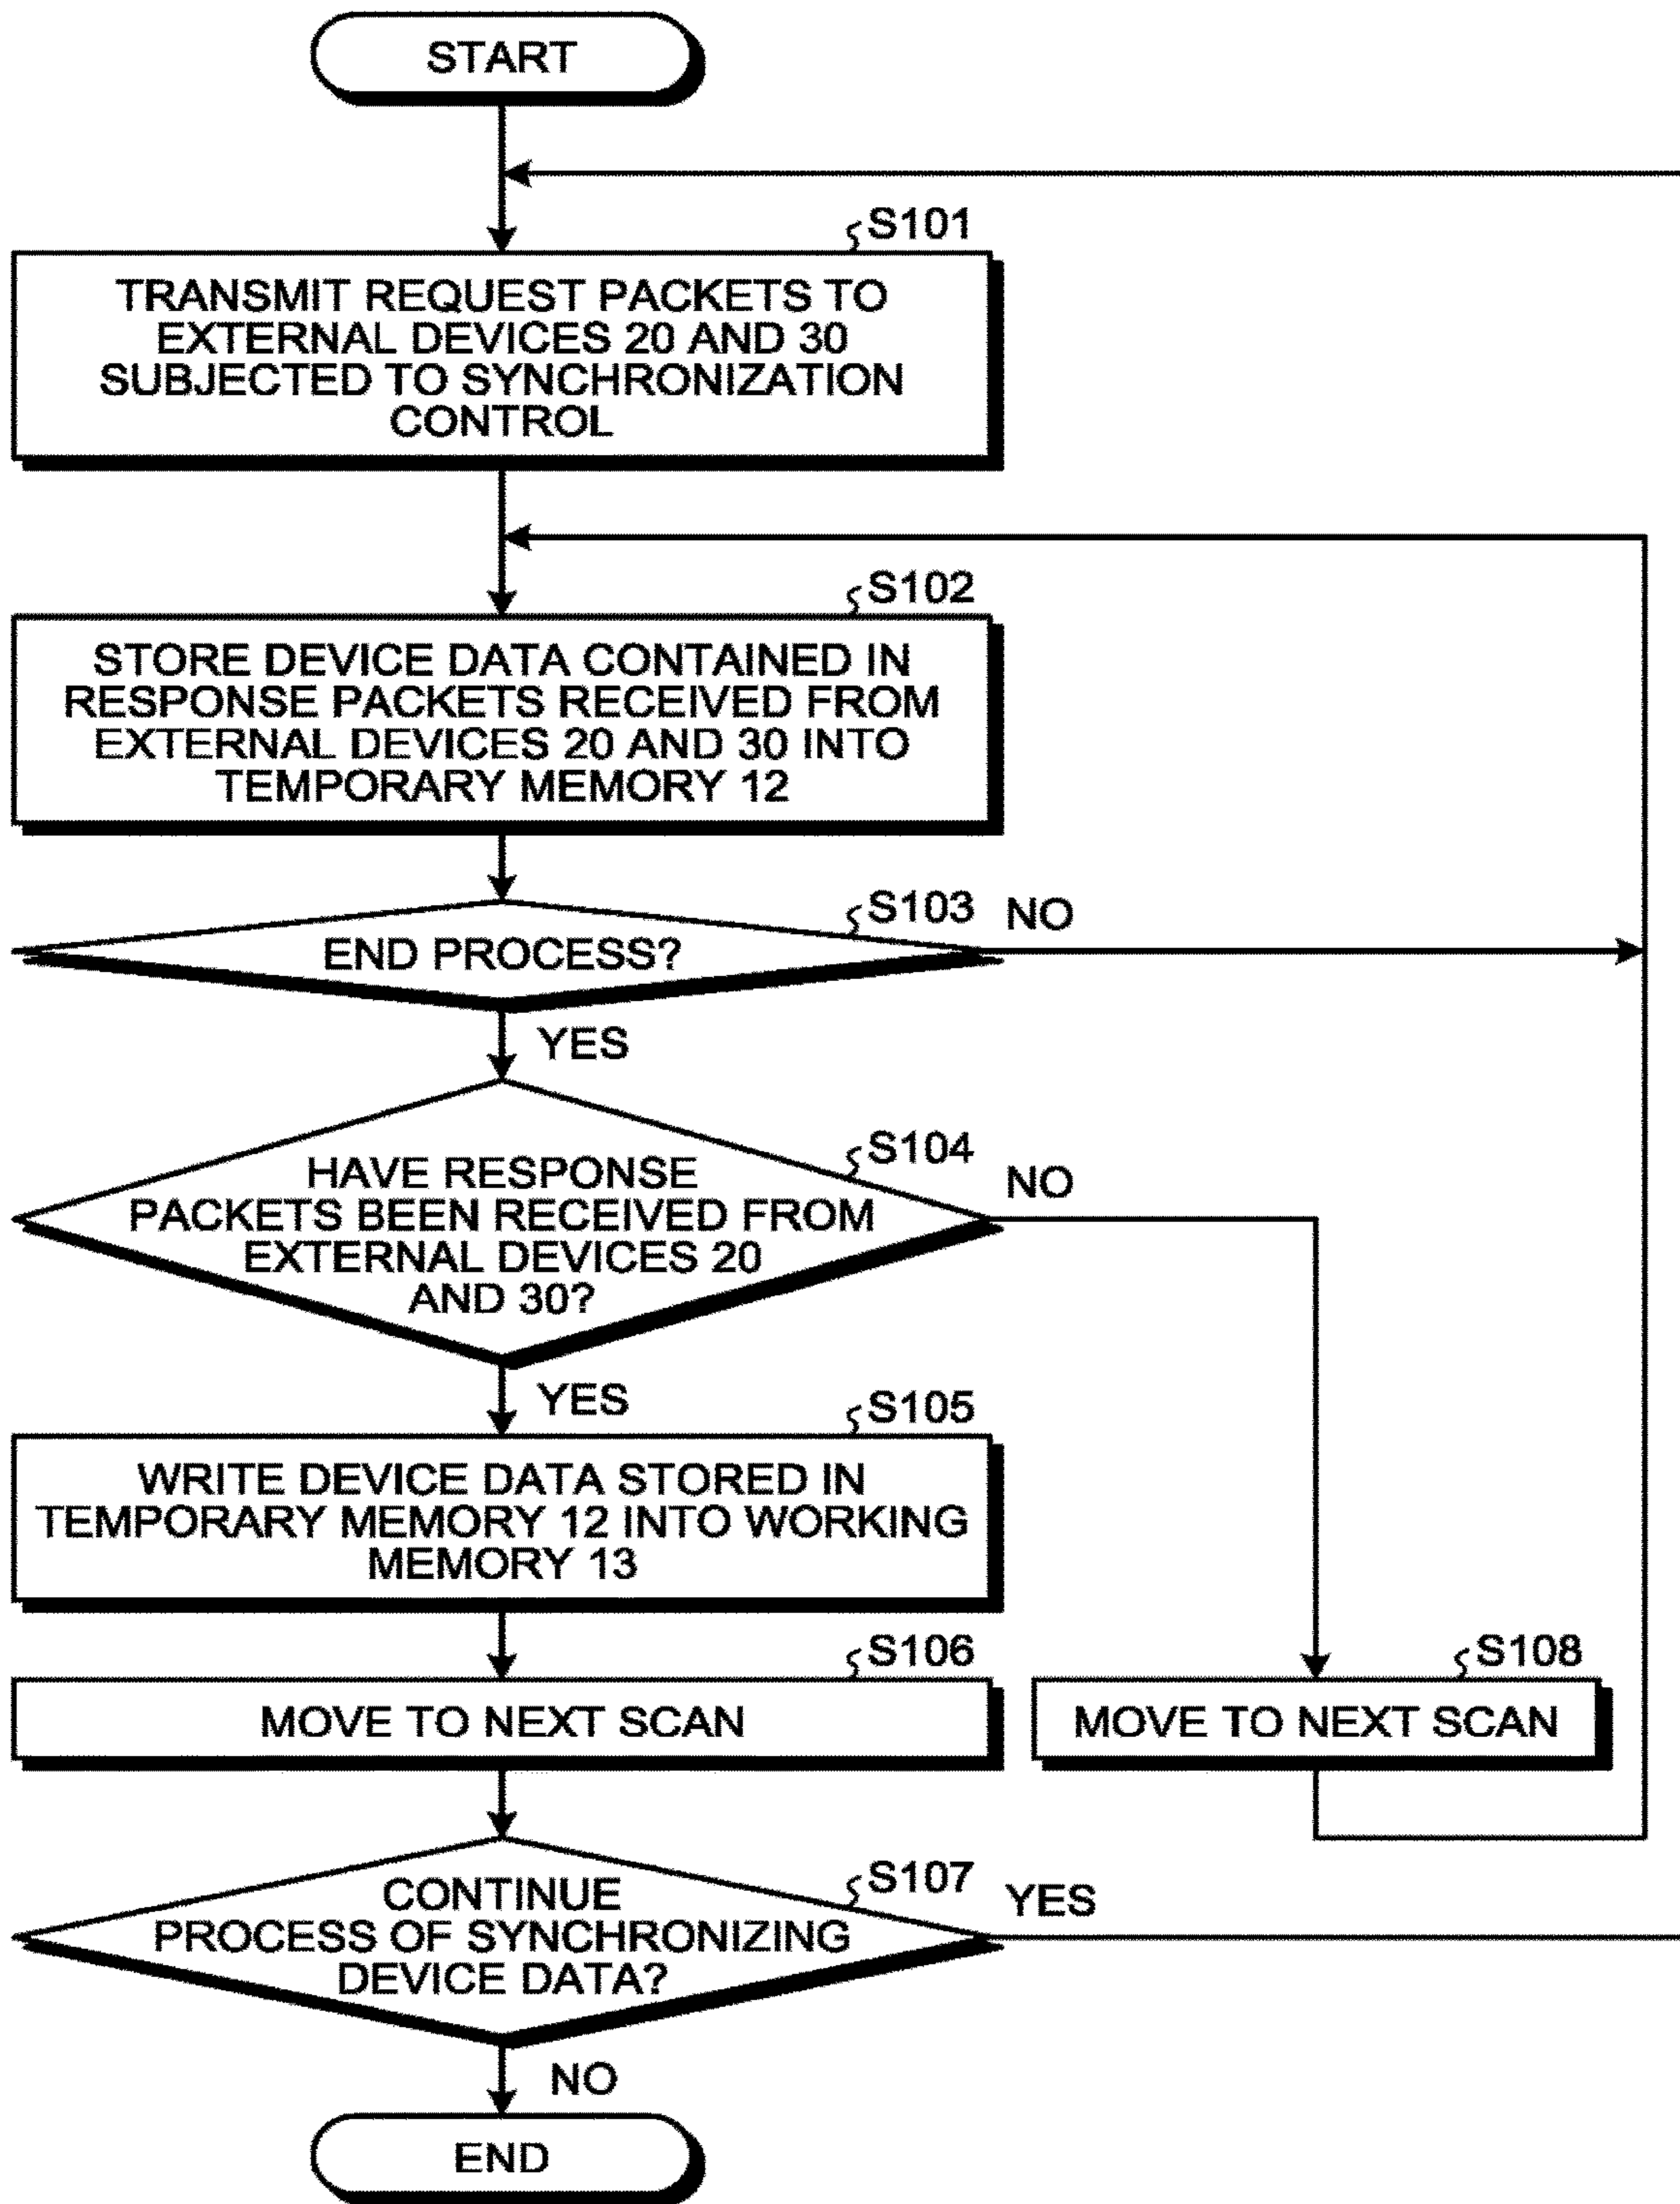 START
S101
TRANSMIT REQUEST PACKETS TO
EXTERNAL DEVICES 20 AND 30
SUBJECTED TO SYNCHRONIZATION
CONTROL
S102
STORE DEVICE DATA CONTAINED IN
RESPONSE PACKETS RECEIVED FROM
EXTERNAL DEVICES 20 AND 30 INTO
TEMPORARY MEMORY 12
S103
NO
END PROCESS?
YES
S104
NO
HAVE RESPONSE
PACKETS BEEN RECEIVED FROM
EXTERNAL DEVICES 20
AND 30?
YES
S105
WRITE DEVICE DATA STORED IN
TEMPORARY MEMORY 12 INTO WORKING
MEMORY 13
S106
MOVE TO NEXT SCAN
S108
MOVE TO NEXT SCAN
S107
YES
CONTINUE
PROCESS OF SYNCHRONIZING
DEVICE DATA?
NO
END